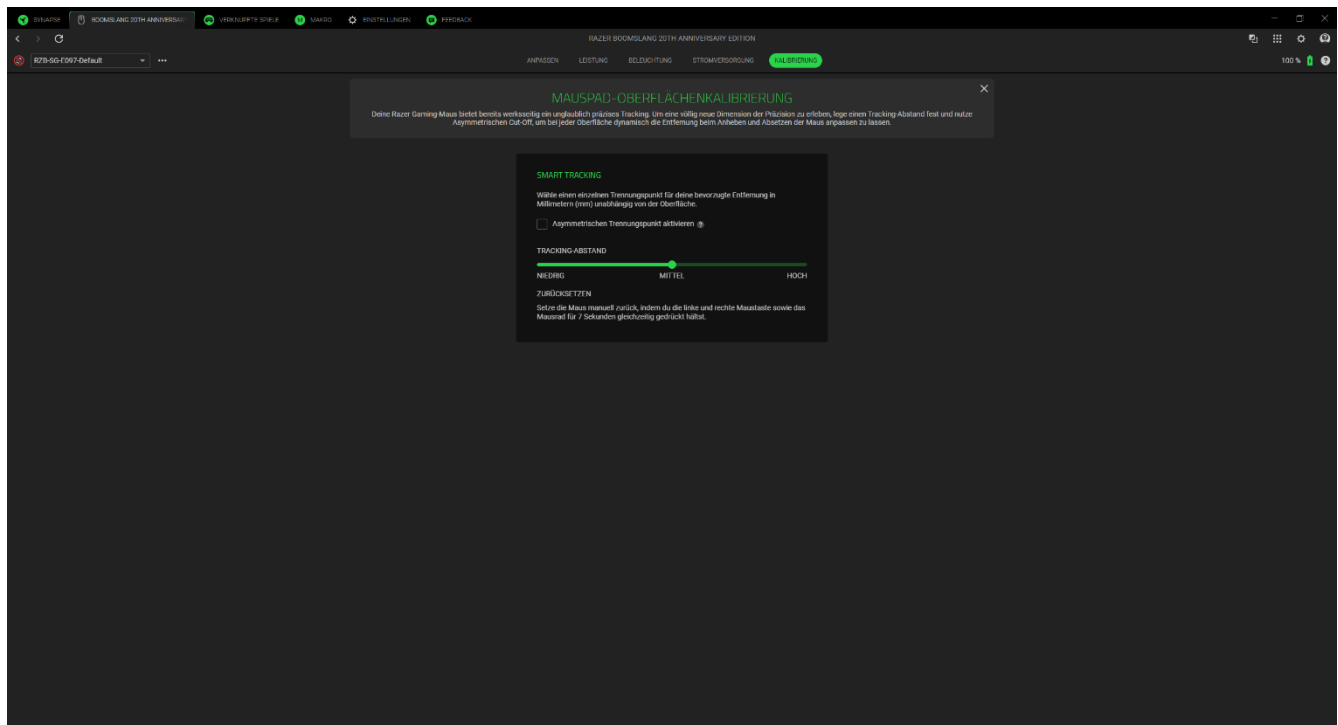 SYNAPSE
BOOMSLANG 20TH ANNIVERSARY
VERKNÜPFTE SPIELE
MAKRO
EINSTELLUNGEN
FEEDBACK
RAZER BOOMSLANG 20TH ANNIVERSARY EDITION
RZB-SG-E097-Default
ANPASSEN
LEISTUNG
BELEUCHTUNG
STROMVERSORGUNG
KALIBRIERUNG
100 %
MAUSPAD-OBERFLÄCHENKALIBRIERUNG
Deine Razer Gaming-Maus bietet bereits werksseitig ein unglaublich präzises Tracking. Um eine völlig neue Dimension der Präzision zu erleben, lege einen Tracking-Abstand fest und nutze
Asymmetrischen Cut-Off, um bei jeder Oberfläche dynamisch die Entfernung beim Anheben und Absetzen der Maus anpassen zu lassen.
SMART TRACKING
Wähle einen einzelnen Trennungspunkt für deine bevorzugte Entfernung in
Millimetern (mm) unabhängig von der Oberfläche.
Asymmetrischen Trennungspunkt aktivieren ?
TRACKING-ABSTAND
NIEDRIG
MITTEL
HOCH
ZURÜCKSETZEN
Setze die Maus manuell zurück, indem du die linke und rechte Maustaste sowie das
Mausrad für 7 Sekunden gleichzeitig gedrückt hältst.